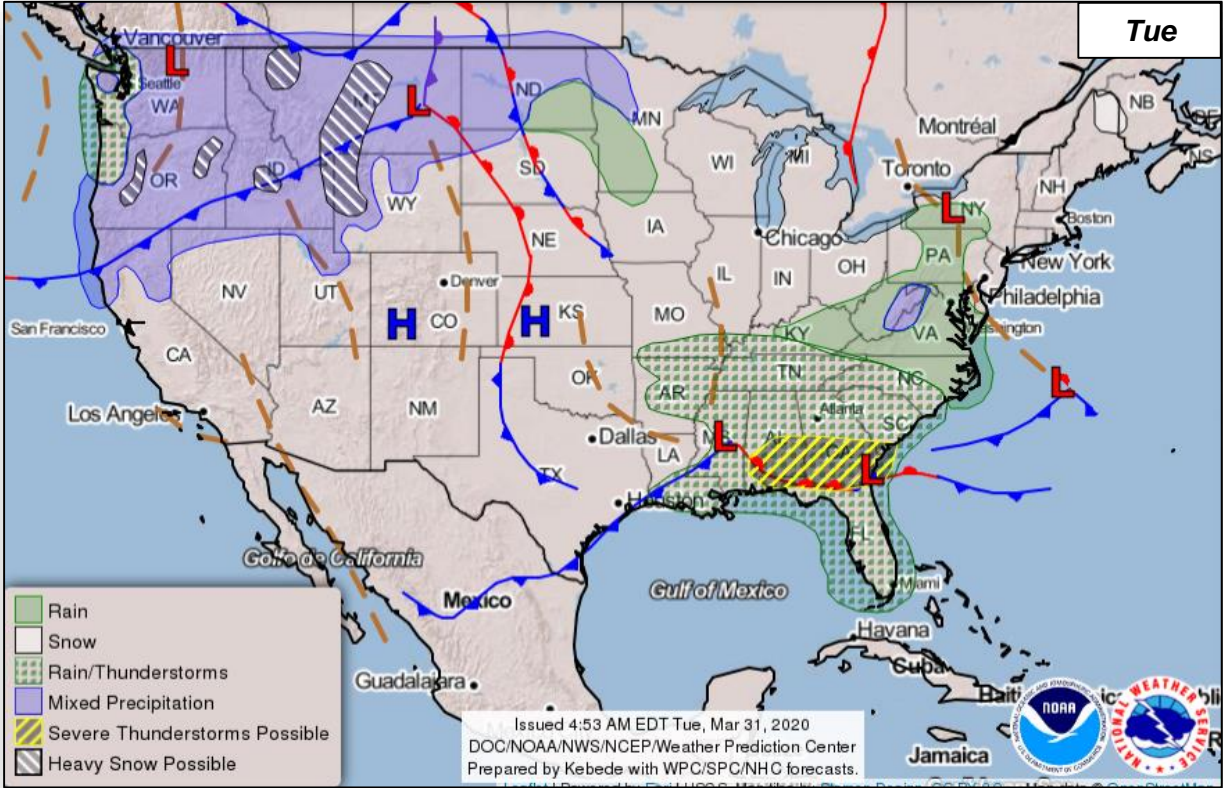 Tue
Vancouver
L
Seattle
WA
L
ND
MN
NB
Montréal
OR
ID
WY
SD
WI
MI
Toronto
NS
NH
L
NY
Boston
IA
NE
Chicago
IL
IN
OH
PA
New York
Philadelphia
NV
UT
Denver
H
CO
H
KS
MO
KY
VA
San Francisco
CA
L
OK
AR
TN
NC
AZ
NM
Atlanta
SC
Los Angeles
Dallas
L
LA
L
TX
Houston
FL
Golfo de California
Gulf of Mexico
Miami
Mexico
Havana
Cuba
Guadalajara
Jamaica
Rain
Snow
Rain/Thunderstorms
Mixed Precipitation
Severe Thunderstorms Possible
Heavy Snow Possible
Issued 4:53 AM EDT Tue, Mar 31, 2020
DOC/NOAA/NWS/NCEP/Weather Prediction Center
Prepared by Kebede with WPC/SPC/NHC forecasts.
NOAA
NATIONAL WEATHER SERVICE